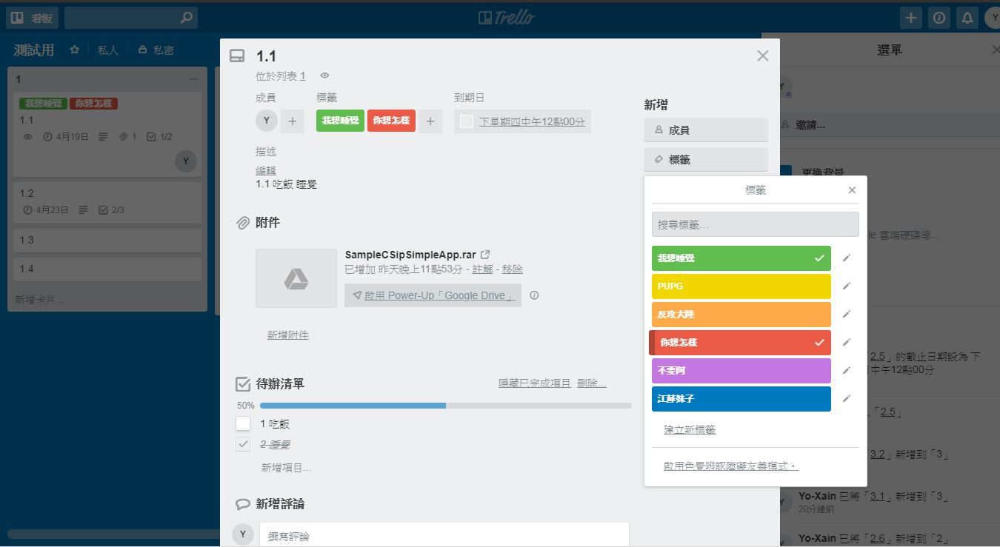 看板
Trello
Y
測試用
私人
私密
選單
1
...
我想睡覺 你想怎樣
1.1
4月19日 1 1/2
Y
1.2
4月23日 2/3
1.3
1.4
新增卡片...
1.1
位於列表 1
成員 標籤 到期日
Y + 我想睡覺 你想怎樣 + 下星期四中午12點00分
描述
編輯
1.1 吃飯 睡覺
附件
SampleCSipSimpleApp.rar
已增加 昨天晚上11點53分 - 註解 - 移除
啟用 Power-Up「Google Drive」
新增附件
待辦清單 隱藏已完成項目 刪除...
50%
1 吃飯
2 睡覺
新增項目...
新增評論
Y 撰寫評論
新增
成員
標籤
標籤
搜尋標籤…
我想睡覺
PUPG
反攻大陸
你想怎樣
不要阿
江蘇妹子
建立新標籤
啟用色覺辨認障礙友善模式。
Y
邀請...
更換背景
le 雲端硬碟等...
「2.5」的截止日期設為 下
中午12點00分
「2.5」
「3.2」新增到「3」
Y
Yo-Xain 已將「3.1」新增到「3」
20分鐘前
Y
Yo-Xain 已將「2.6」新增到「2」